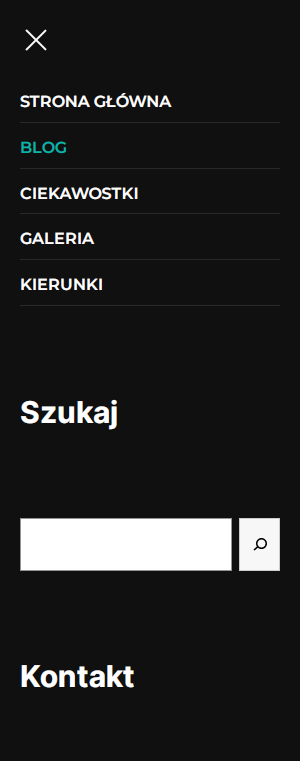 STRONA GŁÓWNA
BLOG
CIEKAWOSTKI
GALERIA
KIERUNKI
Szukaj
Kontakt